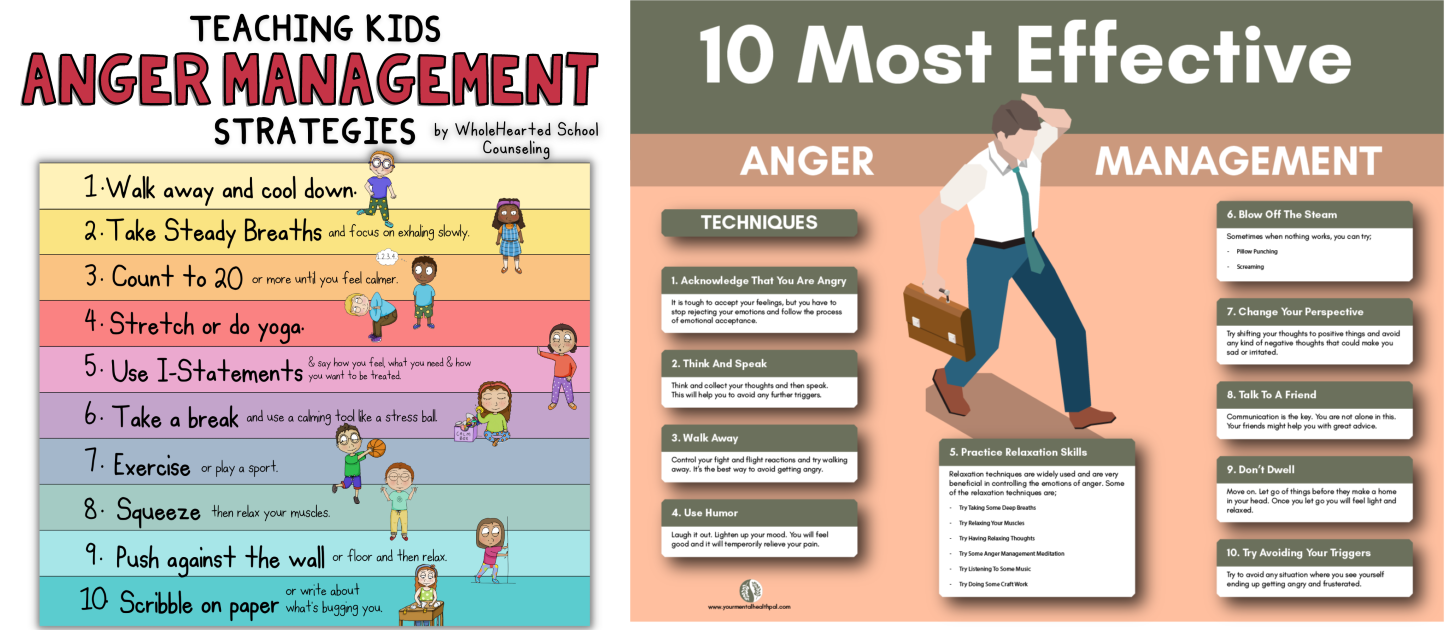 TEACHING KIDS
ANGER MANAGEMENT
STRATEGIES
by WholeHearted School
Counseling
1. Walk away and cool down.
2. Take Steady Breaths and focus on exhaling slowly.
1,2,3,4...
3. Count to 20 or more until you feel calmer.
4. Stretch or do yoga.
5. Use I-Statements & say how you feel, what you need & how
you want to be treated.
6. Take a break and use a calming tool like a stress ball.
CALM
BOX
7. Exercise or play a sport.
8. Squeeze then relax your muscles.
9. Push against the wall or floor and then relax.
10. Scribble on paper or write about
what's bugging you.
10 Most Effective
ANGER MANAGEMENT
TECHNIQUES
1. Acknowledge That You Are Angry
It is tough to accept your feelings, but you have to
stop rejecting your emotions and follow the process
of emotional acceptance.
2. Think And Speak
Think and collect your thoughts and then speak.
This will help you to avoid any further triggers.
3. Walk Away
Control your fight and flight reactions and try walking
away. It's the best way to avoid getting angry.
4. Use Humor
Laugh it out. Lighten up your mood. You will feel
good and it will temperorily relieve your pain.
www.yourmentalhealthpal.com
5. Practice Relaxation Skills
Relaxation techniques are widely used and are very
beneficial in controlling the emotions of anger. Some
of the relaxation techniques are;
- Try Taking Some Deep Breaths
- Try Relaxing Your Muscles
- Try Having Relaxing Thoughts
- Try Some Anger Management Meditation
- Try Listening To Some Music
- Try Doing Some Craft Work
6. Blow Off The Steam
Sometimes when nothing works, you can try;
- Pillow Punching
- Screaming
7. Change Your Perspective
Try shifting your thoughts to positive things and avoid
any kind of negative thoughts that could make you
sad or irritated.
8. Talk To A Friend
Communication is the key. You are not alone in this.
Your friends might help you with great advice.
9. Don't Dwell
Move on. Let go of things before they make a home
in your head. Once you let go you will feel light and
relaxed.
10. Try Avoiding Your Triggers
Try to avoid any situation where you see yourself
ending up getting angry and frusterated.